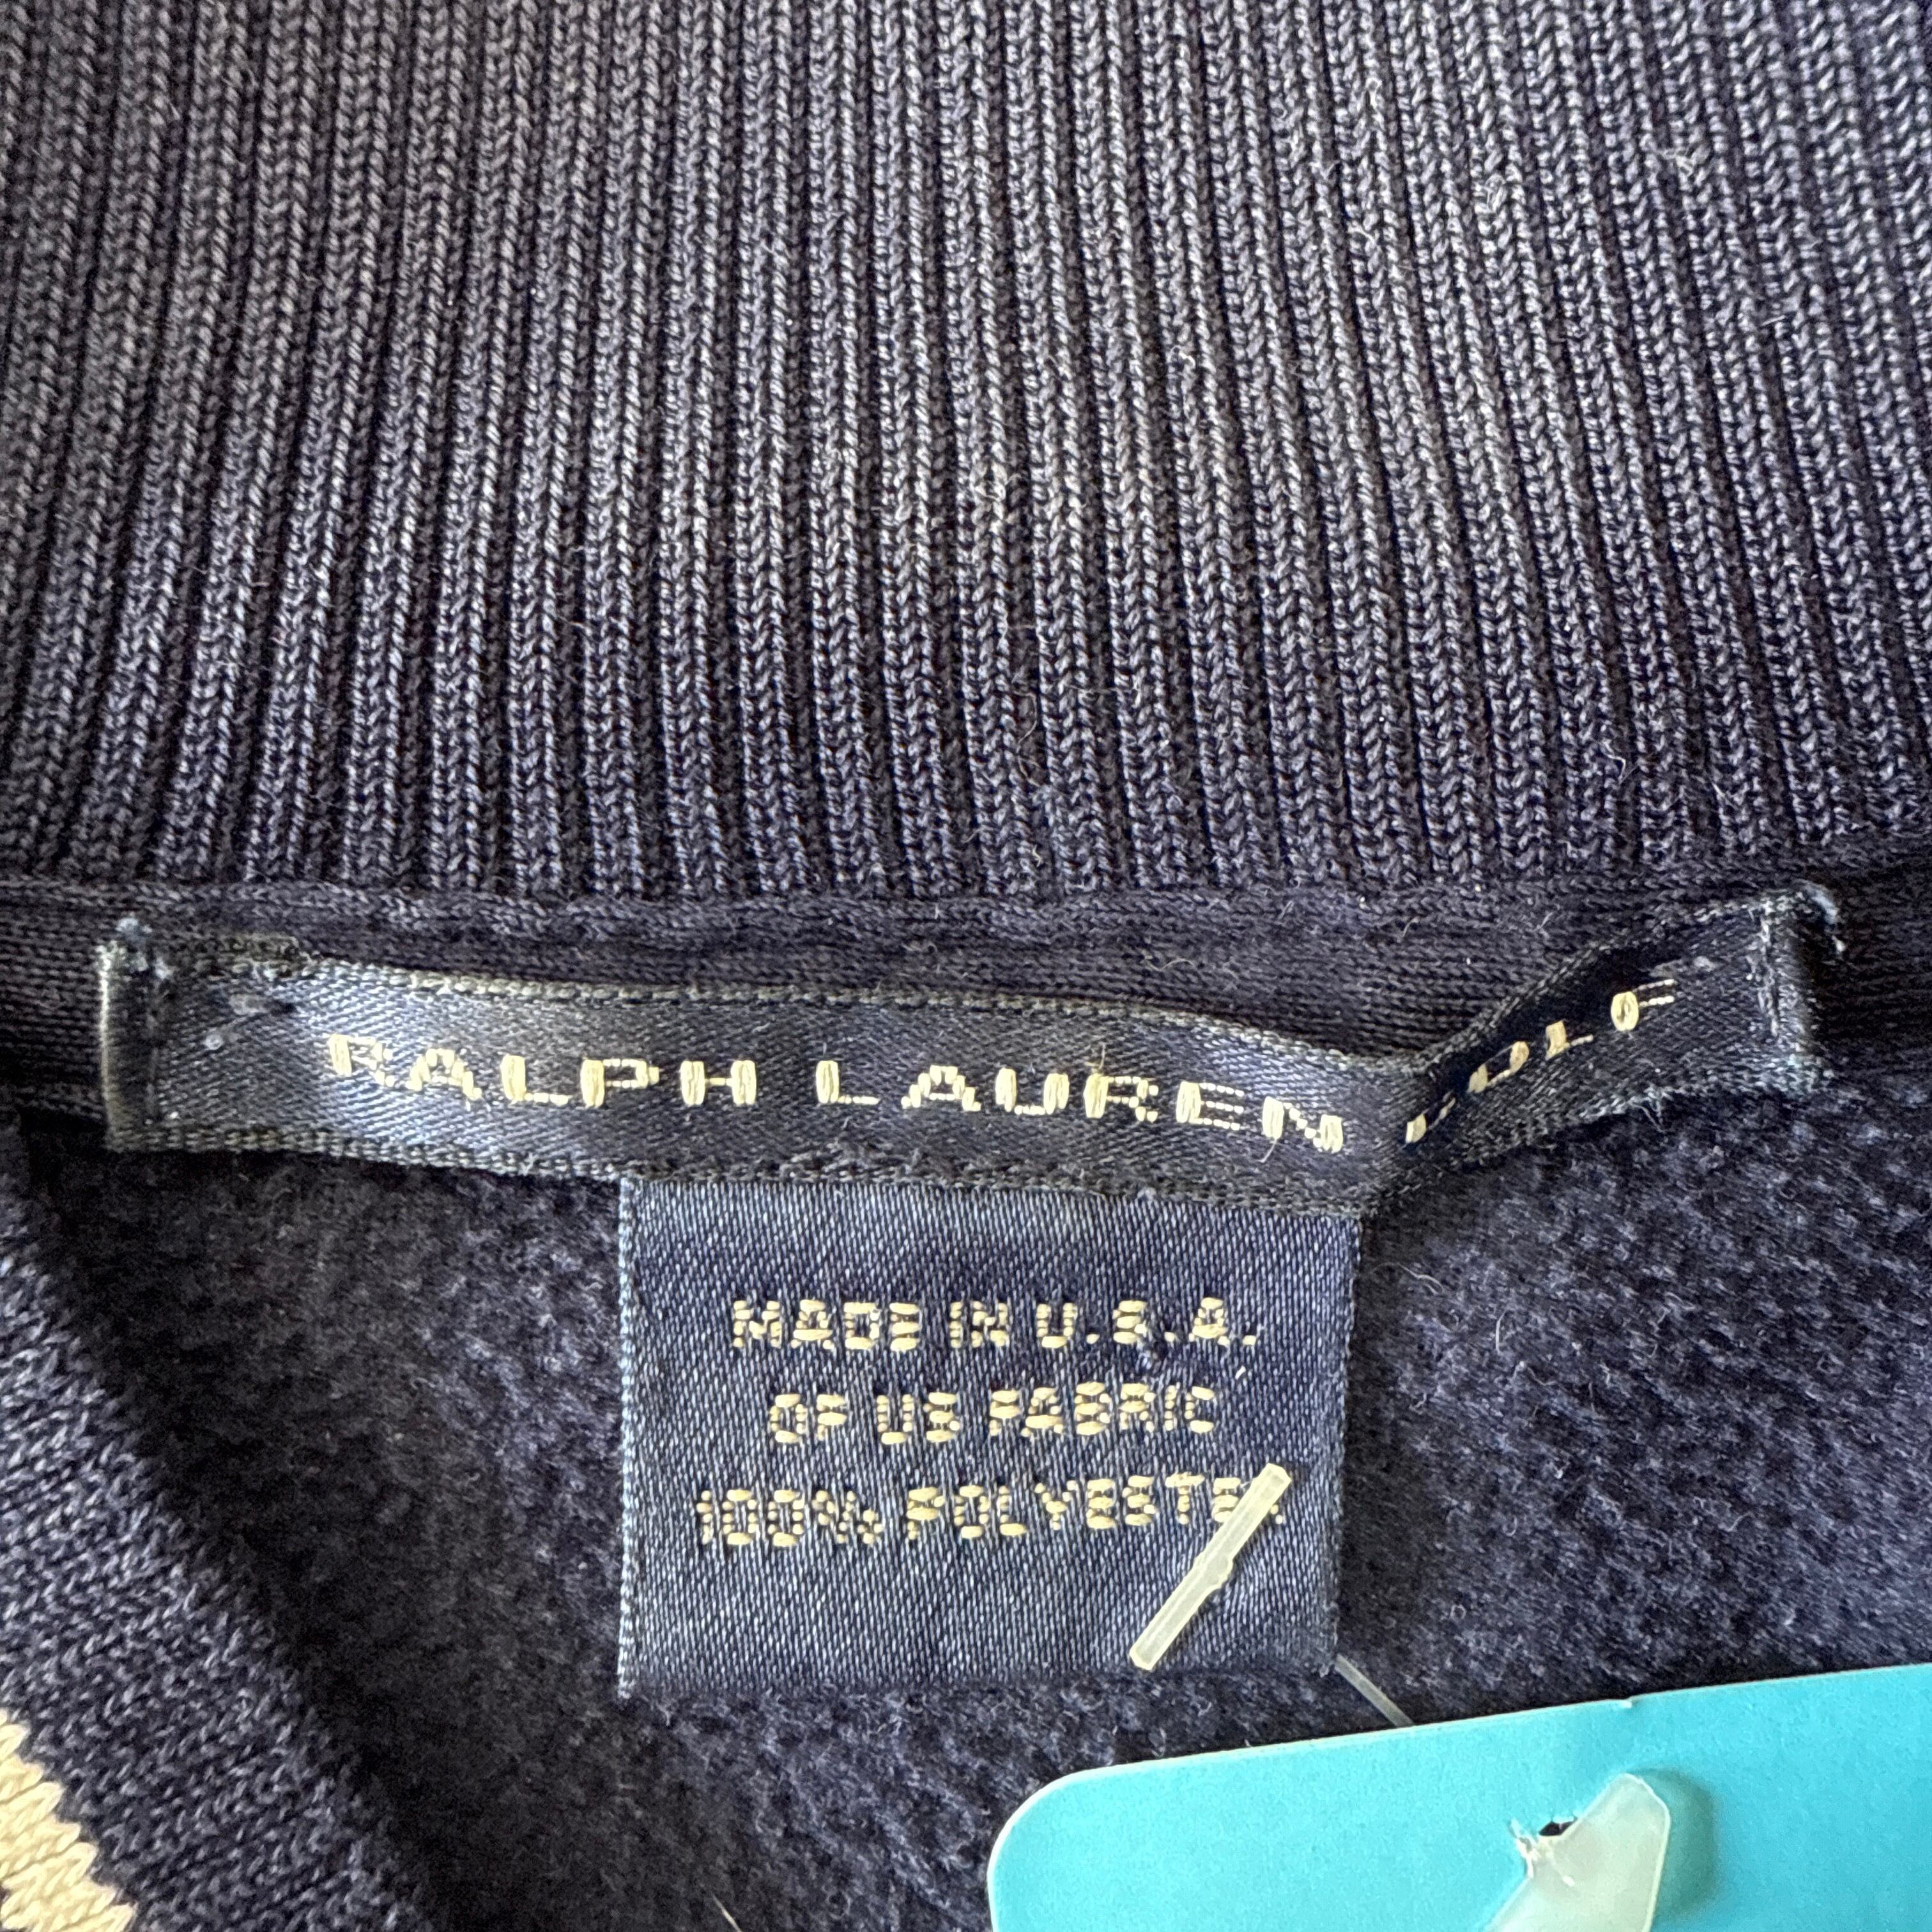 RALPH LAUREN GOLF
MADE IN U.S.A.
OF US FABRIC
100% POLYESTER